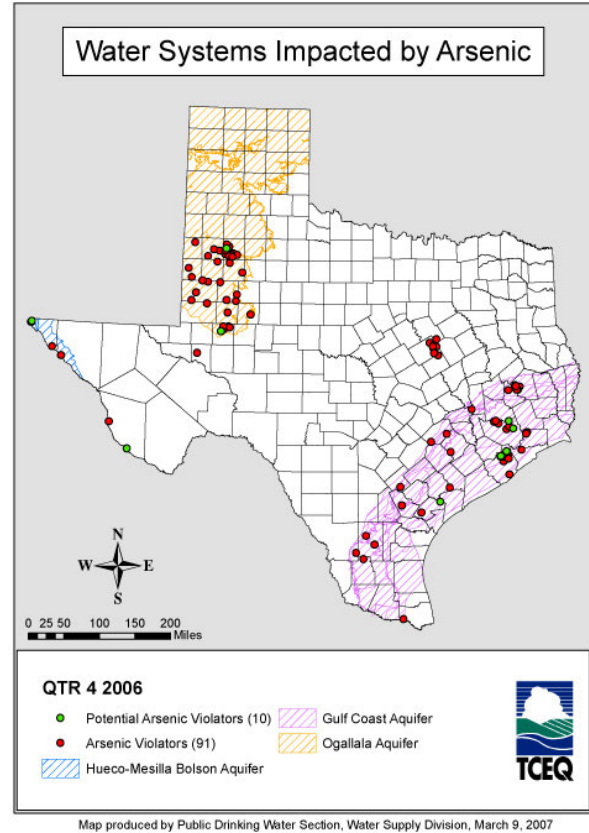 Water Systems Impacted by Arsenic
N
W E
S
0 25 50 100 150 200
Miles
QTR 4 2006
Potential Arsenic Violators (10)
Arsenic Violators (91)
Hueco-Mesilla Bolson Aquifer
Gulf Coast Aquifer
Ogallala Aquifer
TCEQ
Map produced by Public Drinking Water Section, Water Supply Division, March 9, 2007